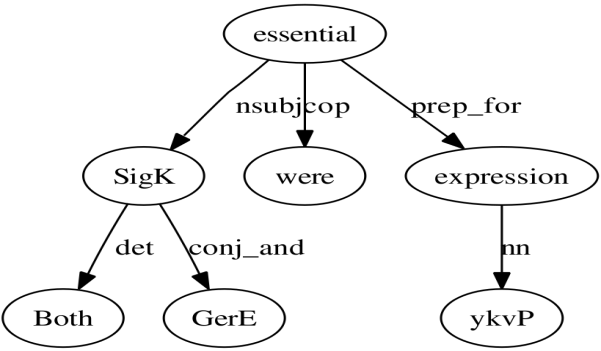 essential
nsubj cop prep_for
SigK were expression
det conj_and nn
Both GerE ykvP